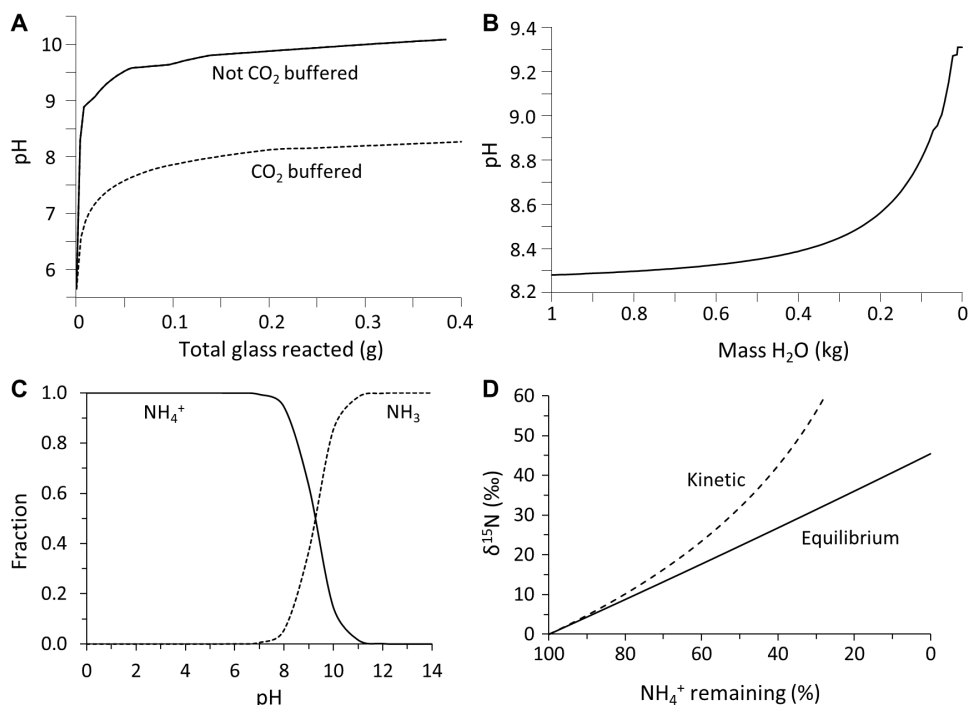 A
10
9
8
7
6
pH
Not CO₂ buffered
CO₂ buffered
0
0.1
0.2
0.3
0.4
Total glass reacted (g)
B
9.4
9.2
9.0
8.8
8.6
8.4
8.2
pH
1
0.8
0.6
0.4
0.2
0
Mass H₂O (kg)
C
1.0
0.8
0.6
0.4
0.2
0.0
Fraction
NH₄⁺
NH₃
0 2 4 6 8 10 12 14
pH
D
60
50
40
30
20
10
0
δ¹⁵N (‰)
Kinetic
Equilibrium
100
80
60
40
20
0
NH₄⁺ remaining (%)